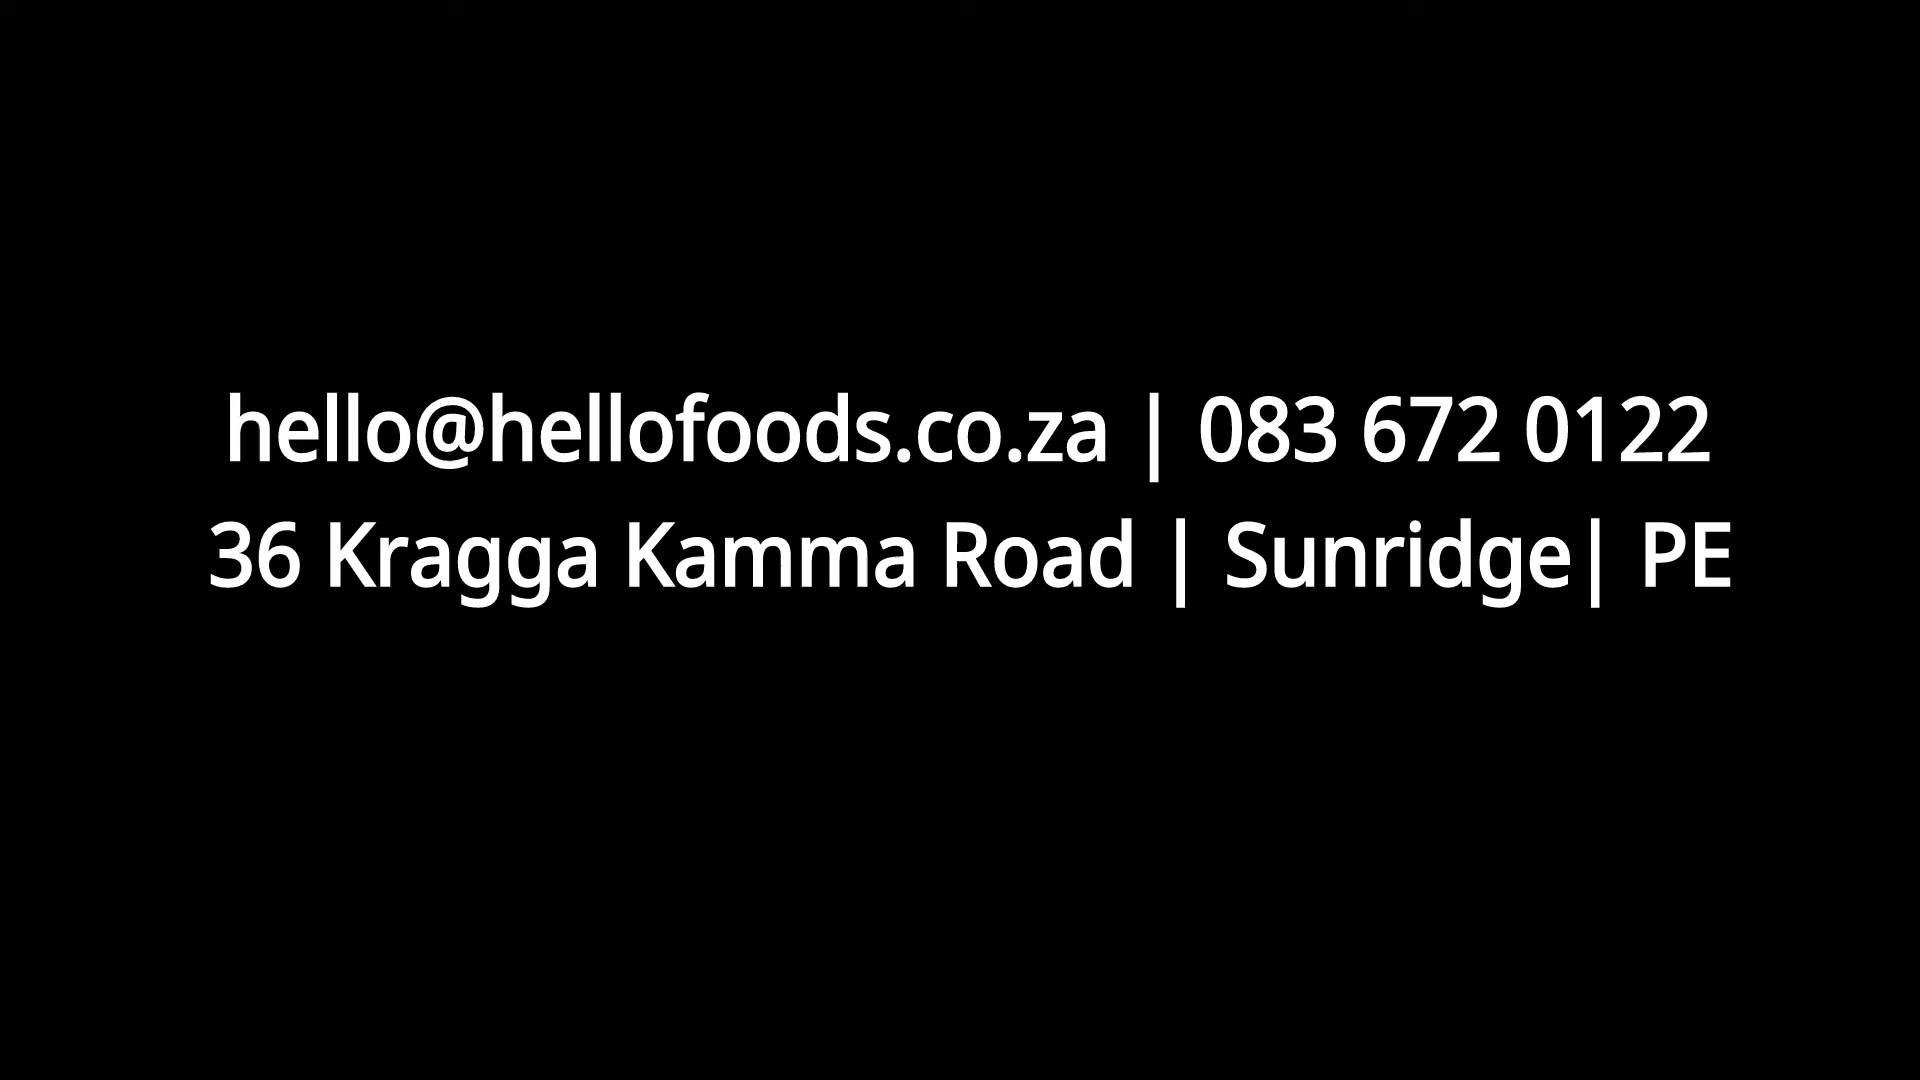 hello@hellofoods.co.za | 083 672 0122
36 Kragga Kamma Road | Sunridge| PE